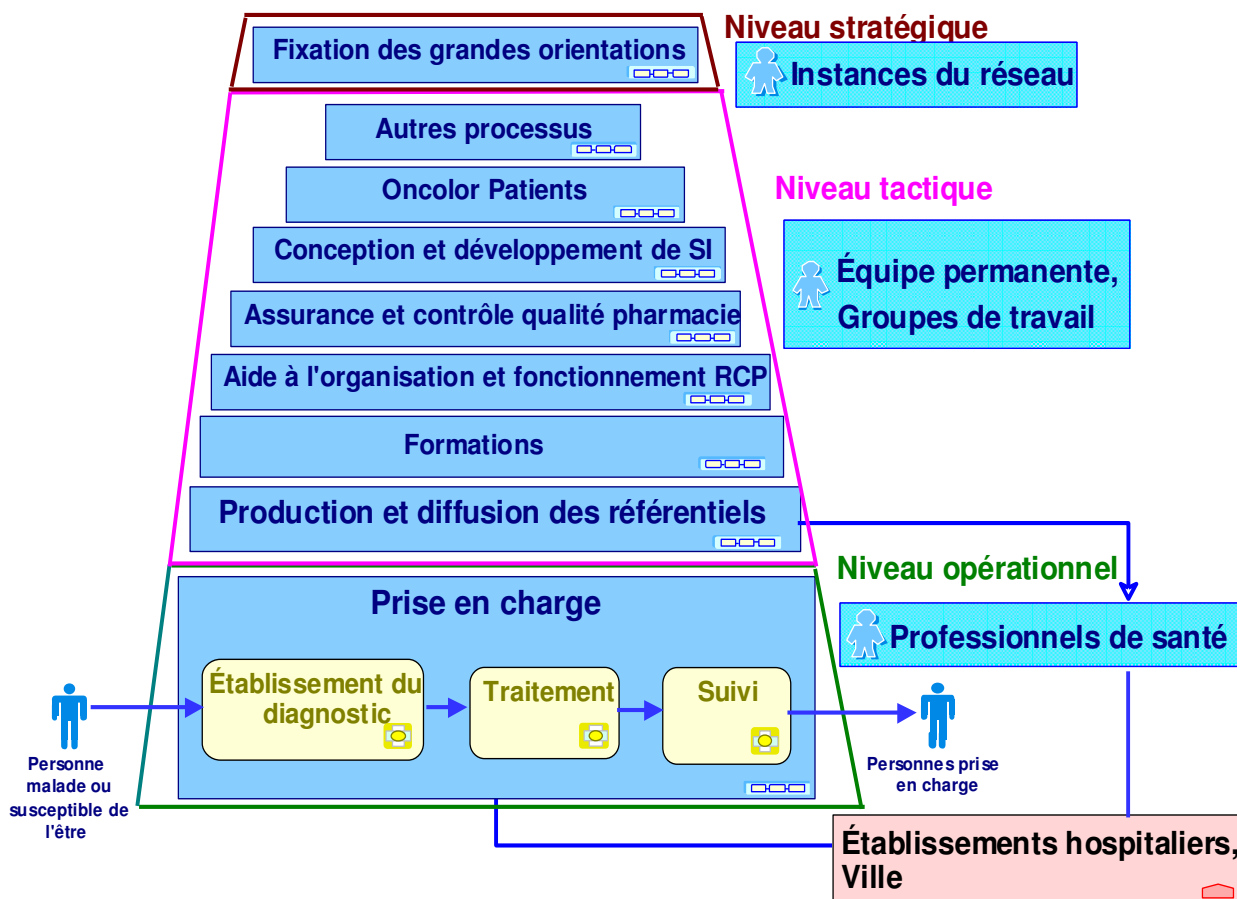 Niveau stratégique
Fixation des grandes orientations
Instances du réseau
Autres processus
Oncolor Patients
Niveau tactique
Conception et développement de SI
Équipe permanente,
Groupes de travail
Assurance et contrôle qualité pharmacie
Aide à l'organisation et fonctionnement RCP
Formations
Production et diffusion des référentiels
Niveau opérationnel
Prise en charge
Professionnels de santé
Établissement du
diagnostic
Traitement
Suivi
Personne
malade ou
susceptible de
l'être
Personnes prise
en charge
Établissements hospitaliers,
Ville